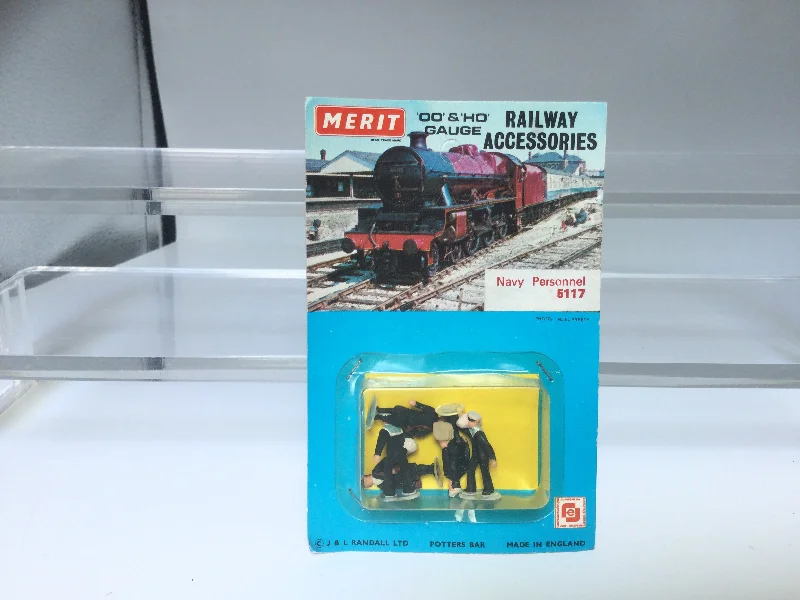 MERIT
'OO' & 'HO'
GAUGE
RAILWAY
ACCESSORIES
Navy Personnel
5117
© J & L RANDALL LTD POTTERS BAR MADE IN ENGLAND